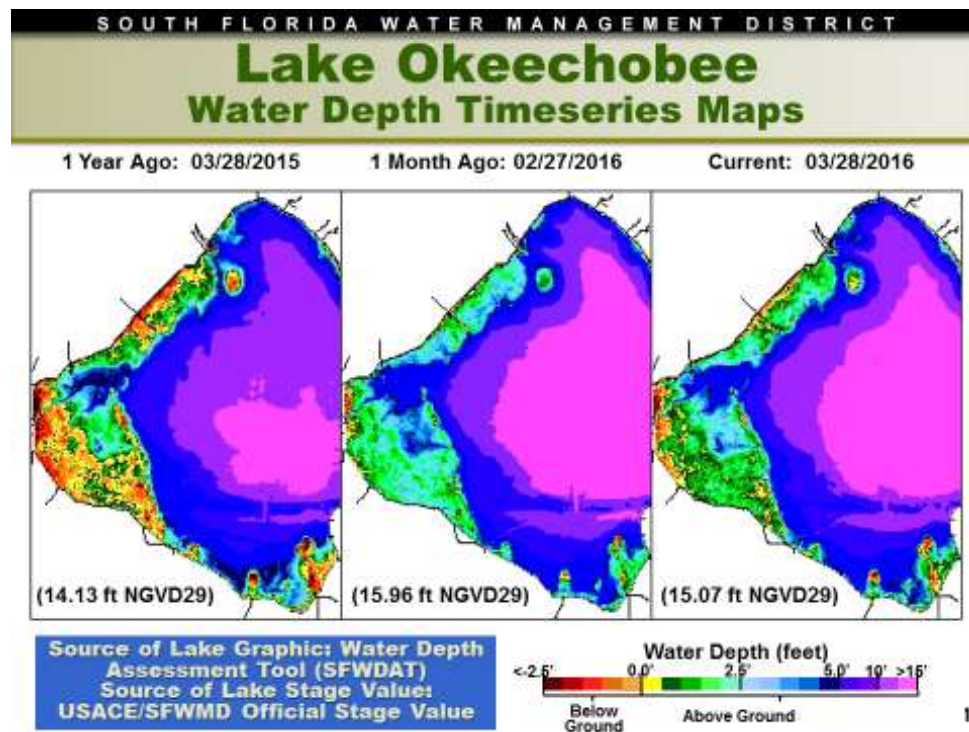 SOUTH FLORIDA WATER MANAGEMENT DISTRICT
Lake Okeechobee
Water Depth Timeseries Maps
1 Year Ago: 03/28/2015
1 Month Ago: 02/27/2016
Current: 03/28/2016
(14.13 ft NGVD29)
(15.96 ft NGVD29)
(15.07 ft NGVD29)
Source of Lake Graphic: Water Depth
Assessment Tool (SFWDAT)
Source of Lake Stage Value:
USACE/SFWMD Official Stage Value
Water Depth (feet)
<-2.5' 0.0' 2.5' 5.0' 10' >15'
Below
Ground
Above Ground
1